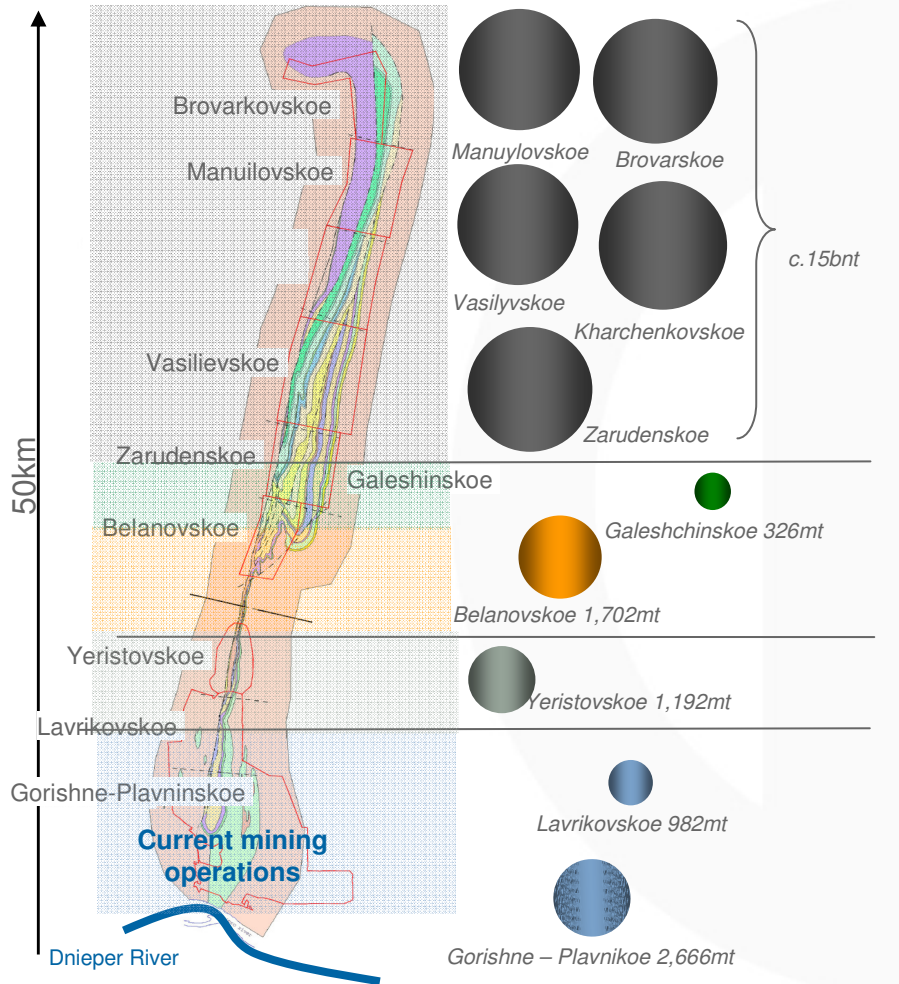 50km
Brovarkovskoe
Manuilovskoe
Vasilievskoe
Zarudenskoe
Galeshinskoe
Belanovskoe
Yeristovskoe
Lavrikovskoe
Gorishne-Plavninskoe
Current mining
operations
Dnieper River
Manuylovskoe
Brovarskoe
Vasilyvskoe
Kharchenkovskoe
Zarudenskoe
c.15bnt
Galeshchinskoe 326mt
Belanovskoe 1,702mt
Yeristovskoe 1,192mt
Lavrikovskoe 982mt
Gorishne – Plavnikoe 2,666mt